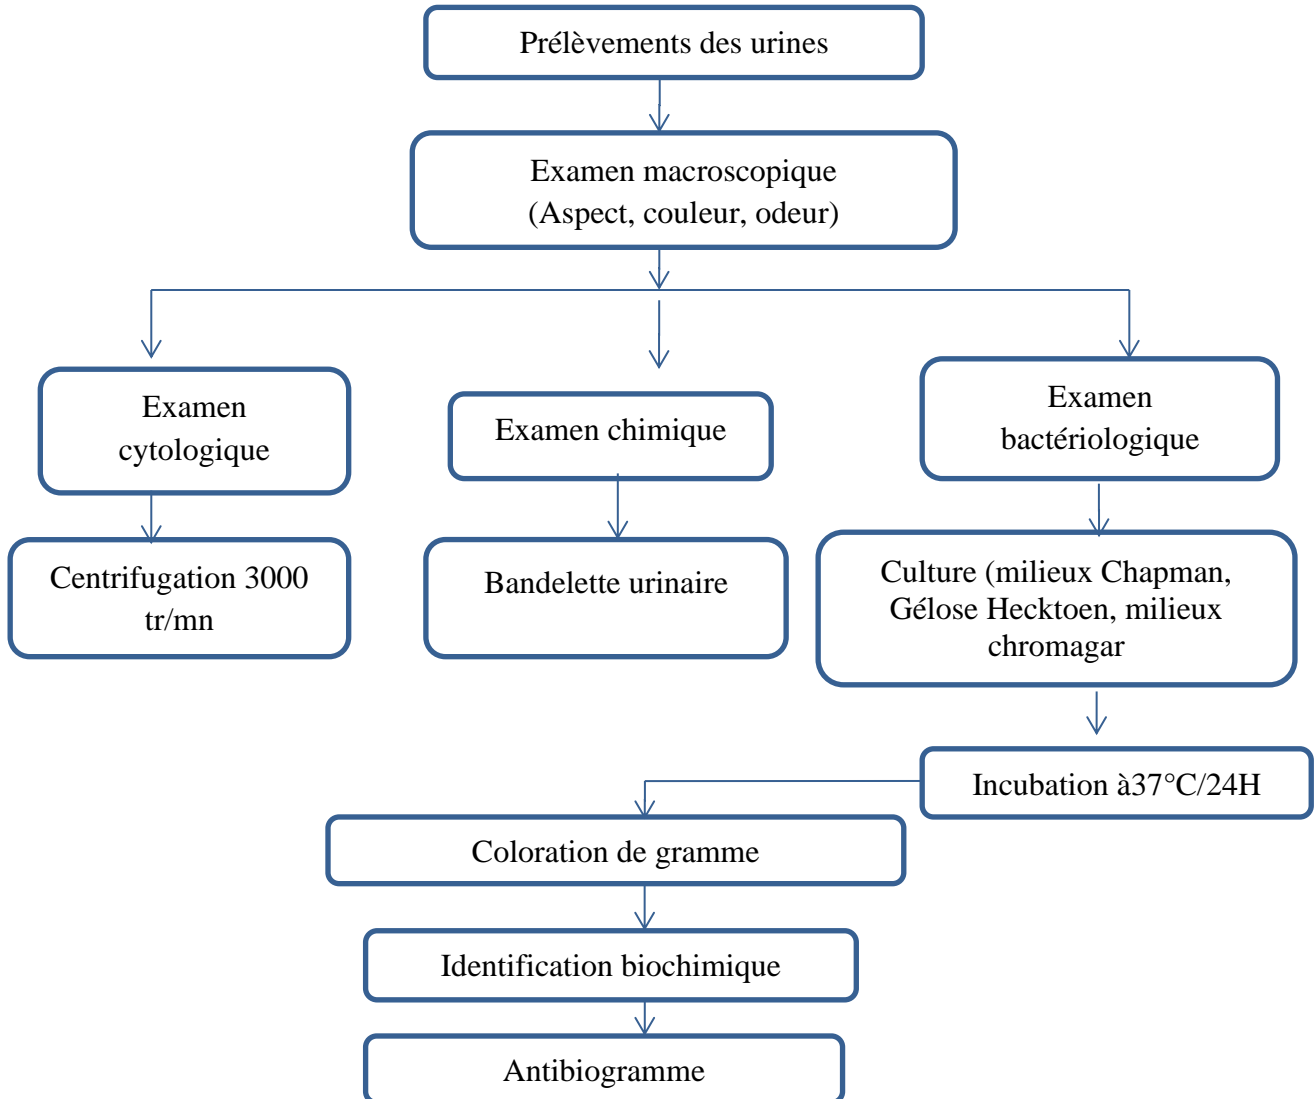 Prélèvements des urines
Examen macroscopique
(Aspect, couleur, odeur)
Examen
cytologique
Examen chimique
Examen
bactériologique
Centrifugation 3000
tr/mn
Bandelette urinaire
Culture (milieux Chapman,
Gélose Hecktoen, milieux
chromagar
Incubation à37°C/24H
Coloration de gramme
Identification biochimique
Antibiogramme